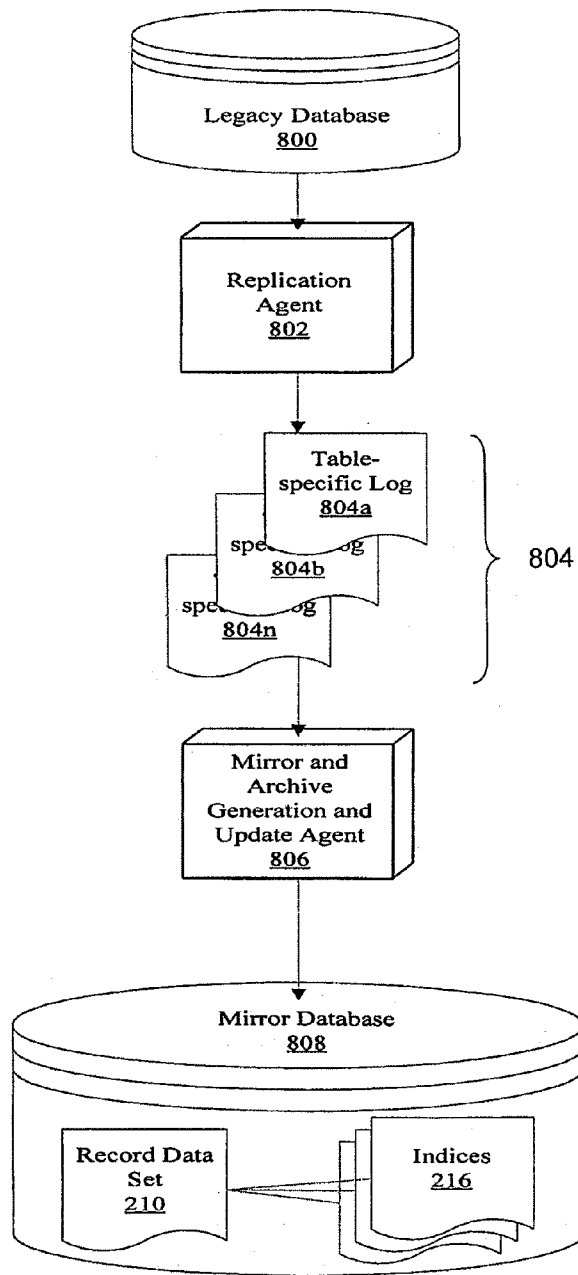 Legacy Database
800
Replication
Agent
802
Table-
specific Log
804a
804
804b
804n
Mirror and
Archive
Generation and
Update Agent
806
Mirror Database
808
Record Data
Set
210
Indices
216